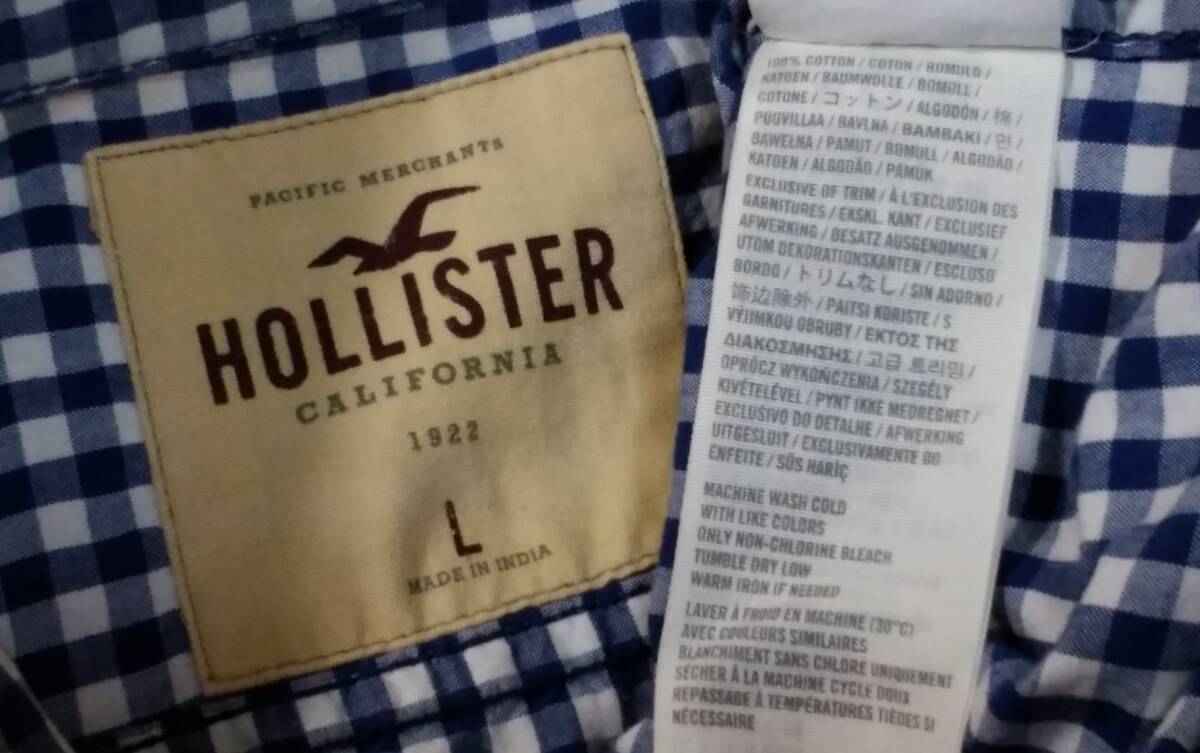 PACIFIC MERCHANTS
HOLLISTER
CALIFORNIA
1922
L
MADE IN INDIA
100% COTTON / COTON / BOMULD /
KATOEN / BAUMWOLLE / BOMULL /
COTONE / コットン / ALGODÓN / 棉 /
PUUVILLAA / BAVLNA / BAMBAKI / 면 /
BAWEŁNA / PAMUT / BOMULL / ALGODÃO /
KATOEN / ALGODÃO / PAMUK
EXCLUSIVE OF TRIM / À L'EXCLUSION DES
GARNITURES / EKSKL. KANT / EXCLUSIEF
AFWERKING / BESATZ AUSGENOMMEN /
UTOM DEKORATIONSKANTEN / ESCLUSO
BORDO / トリムなし / SIN ADORNO /
飾边除外 / PAITSI KORISTE / S
VÝJIMKOU OBRUBY / ΕΚΤΟΣ ΤΗΣ
ΔΙΑΚΟΣΜΗΣΗΣ / 고급 트리밍 /
OPRÓCZ WYKOŃCZENIA / SZEGÉLY
KIVÉTELÉVEL / PYNT IKKE MEDREGNET /
EXCLUSIVO DO DETALHE / AFWERKING
UITGESLUIT / EXCLUSIVAMENTE DO
ENFEITE / SÜS HARİÇ
MACHINE WASH COLD
WITH LIKE COLORS
ONLY NON-CHLORINE BLEACH
TUMBLE DRY LOW
WARM IRON IF NEEDED
LAVER À FROID EN MACHINE (30°C)
AVEC COULEURS SIMILAIRES
BLANCHIMENT SANS CHLORE UNIQUEMENT
SÉCHER À LA MACHINE CYCLE DOUX
REPASSAGE À TEMPÉRATURES TIÈDES SI
NÉCESSAIRE